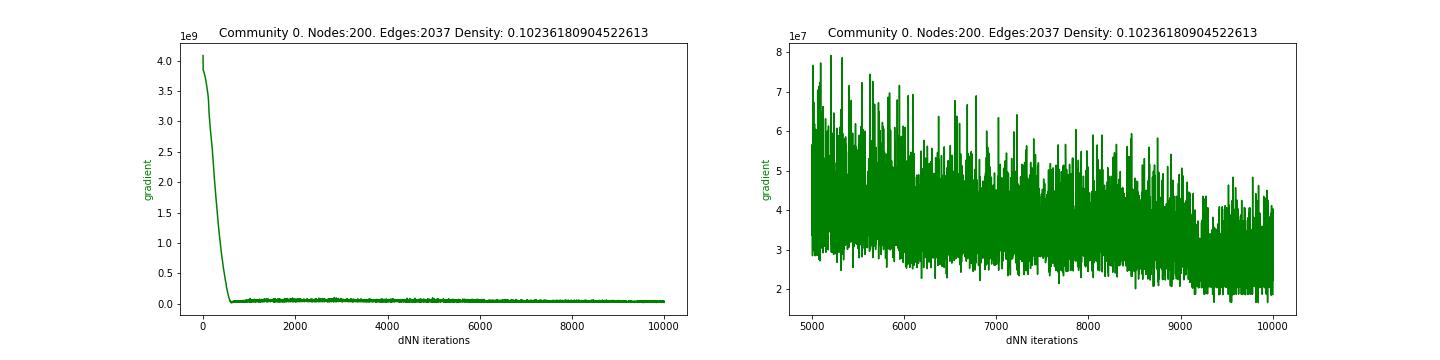 Community 0. Nodes:200. Edges:2037 Density: 0.10236180904522613
1e9
4.0
3.5
3.0
2.5
2.0
1.5
1.0
0.5
0.0
gradient
0 2000 4000 6000 8000 10000
dNN iterations
Community 0. Nodes:200. Edges:2037 Density: 0.10236180904522613
1e7
8
7
6
5
4
3
2
gradient
5000 6000 7000 8000 9000 10000
dNN iterations